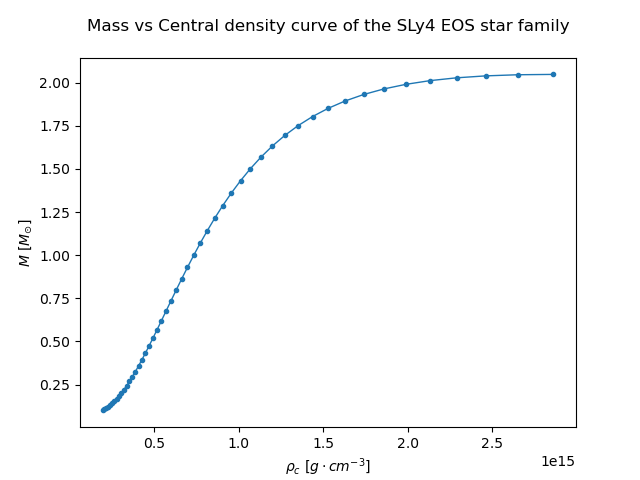 Mass vs Central density curve of the SLy4 EOS star family
M [M☉]
2.00
1.75
1.50
1.25
1.00
0.75
0.50
0.25
0.5 1.0 1.5 2.0 2.5
1e15
ρc [g · cm−3]